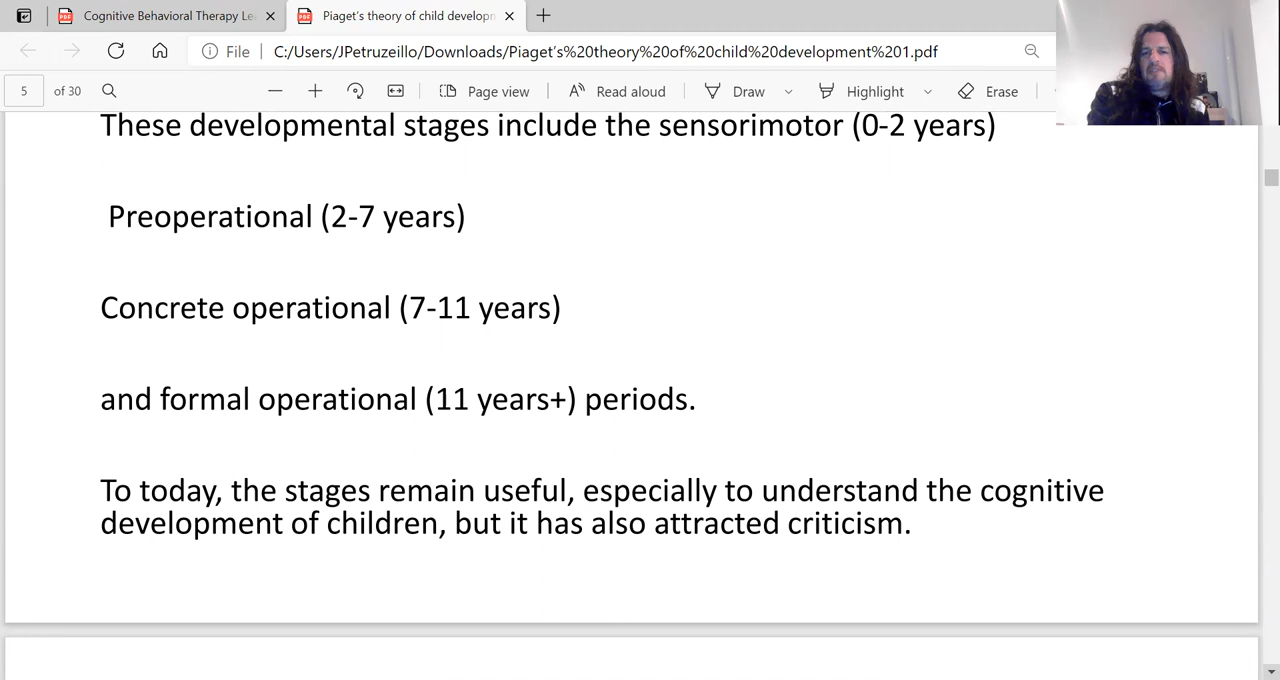 Cognitive Behavioral Therapy Le
Piaget's theory of child developn
File
C:/Users/JPetruzeillo/Downloads/Piaget's%20theory%20of%20child%20development%201.pdf
5 of 30
Page view
Read aloud
Draw
Highlight
Erase
These developmental stages include the sensorimotor (0-2 years)
Preoperational (2-7 years)
Concrete operational (7-11 years)
and formal operational (11 years+) periods.
To today, the stages remain useful, especially to understand the cognitive
development of children, but it has also attracted criticism.